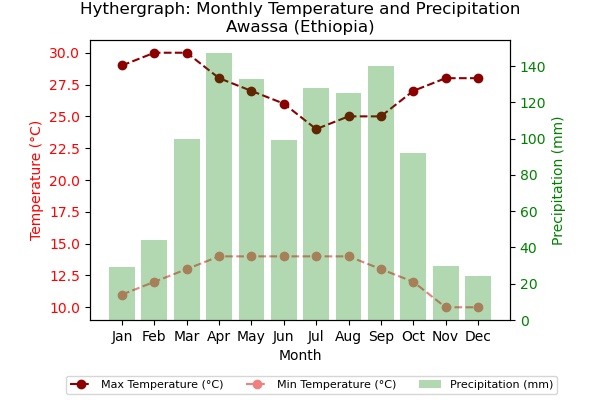 Hythergraph: Monthly Temperature and Precipitation
Awassa (Ethiopia)
Temperature (°C)
30.0
27.5
25.0
22.5
20.0
17.5
15.0
12.5
10.0
140
120
100
80
60
40
20
0
Precipitation (mm)
Jan Feb Mar Apr May Jun Jul Aug Sep Oct Nov Dec
Month
Max Temperature (°C) Min Temperature (°C) Precipitation (mm)